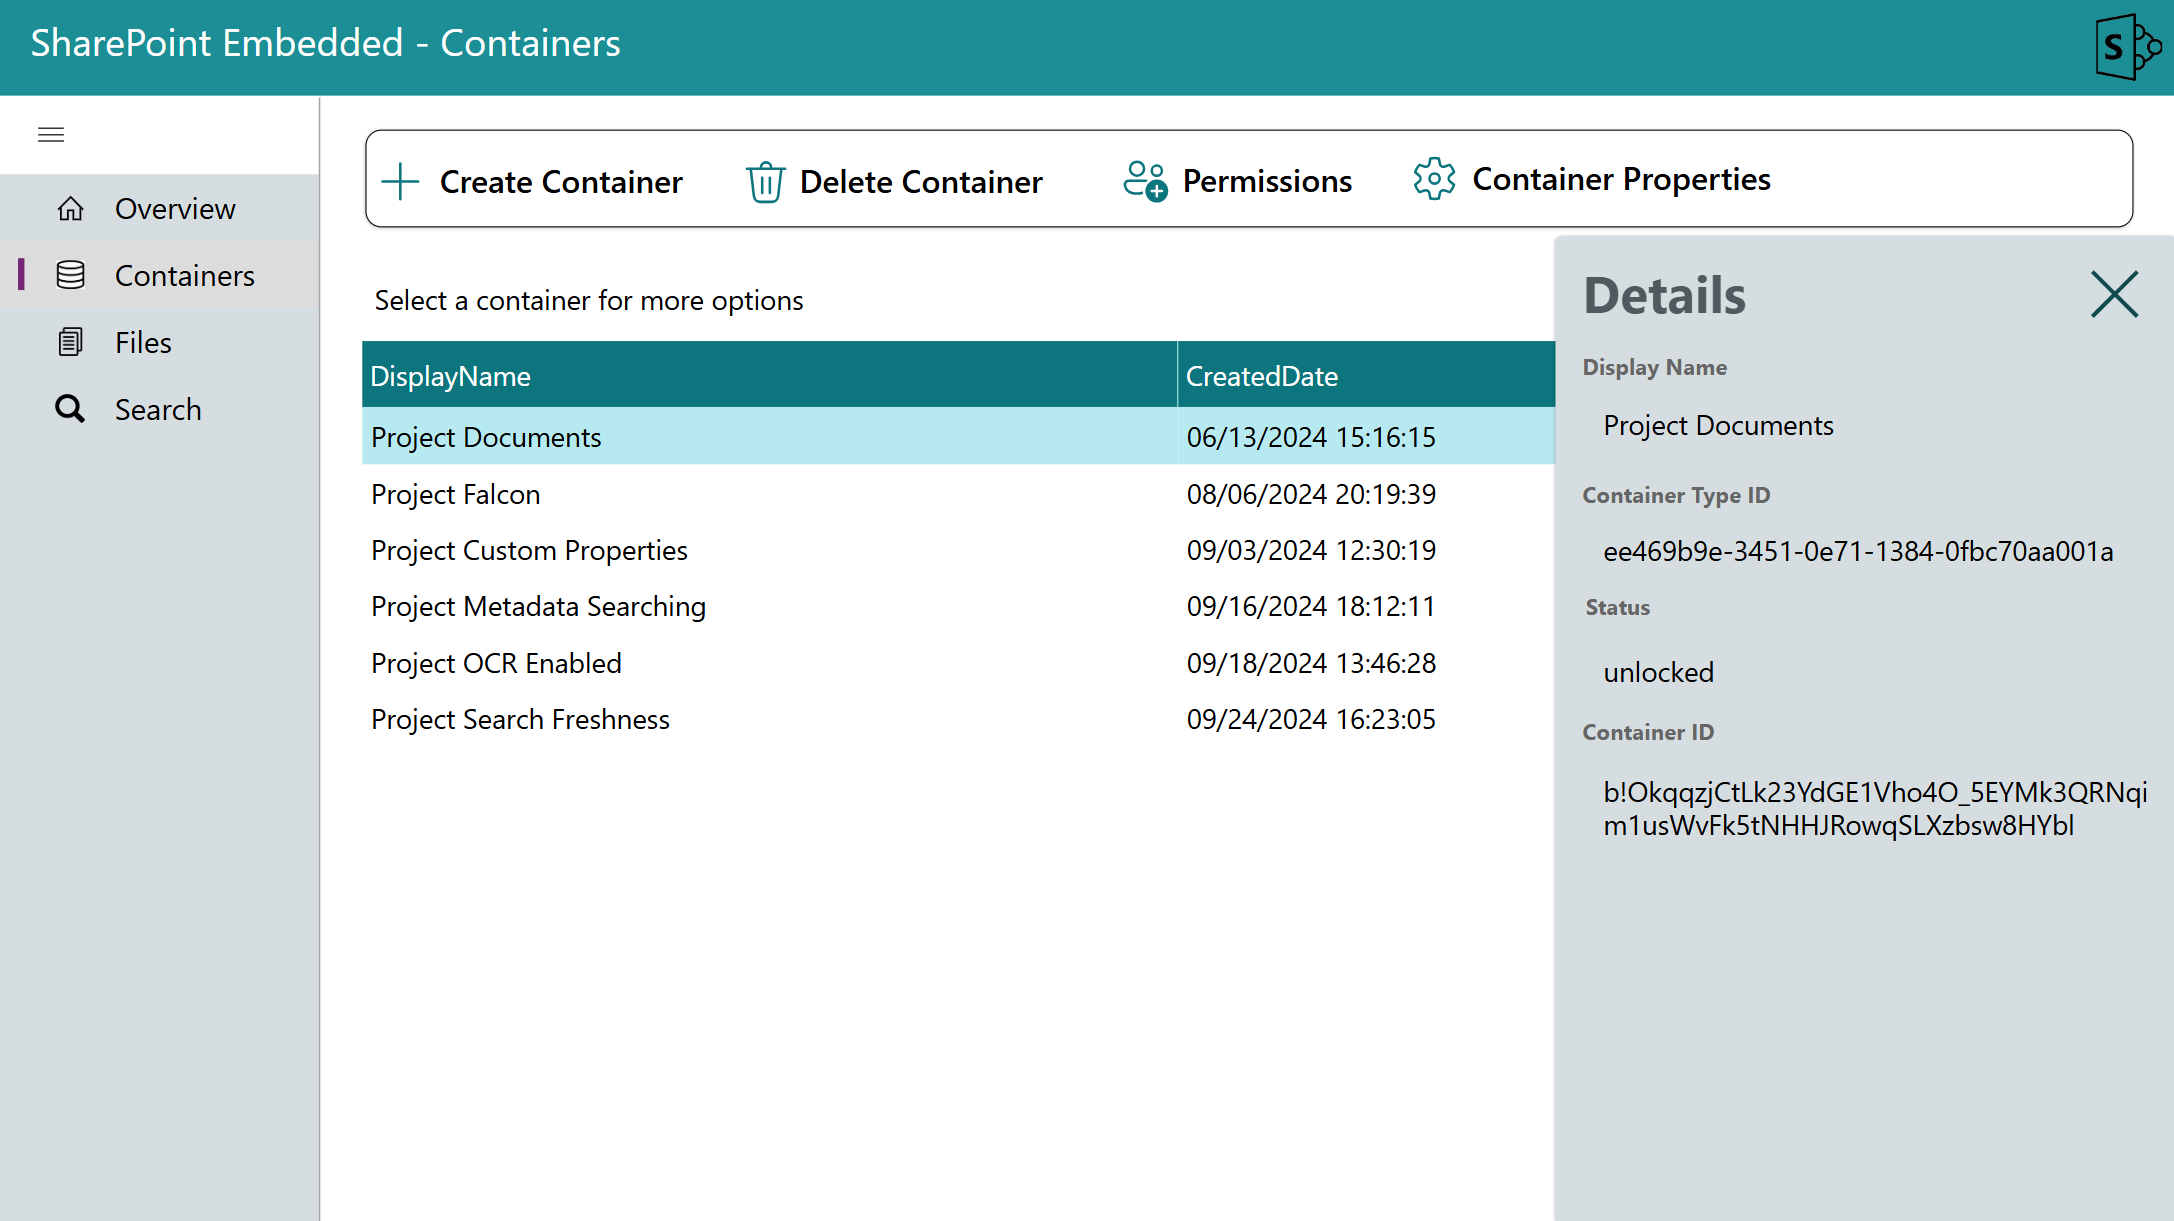 SharePoint Embedded - Containers
S
Overview
Containers
Files
Search
Create Container
Delete Container
Permissions
Container Properties
Select a container for more options
DisplayName CreatedDate
Project Documents 06/13/2024 15:16:15
Project Falcon 08/06/2024 20:19:39
Project Custom Properties 09/03/2024 12:30:19
Project Metadata Searching 09/16/2024 18:12:11
Project OCR Enabled 09/18/2024 13:46:28
Project Search Freshness 09/24/2024 16:23:05
Details
Display Name
Project Documents
Container Type ID
ee469b9e-3451-0e71-1384-0fbc70aa001a
Status
unlocked
Container ID
b!OkqqzjCtLk23YdGE1Vho4O_5EYMk3QRNqi
m1usWvFk5tNHHJRowqSLXzbsw8HYbl